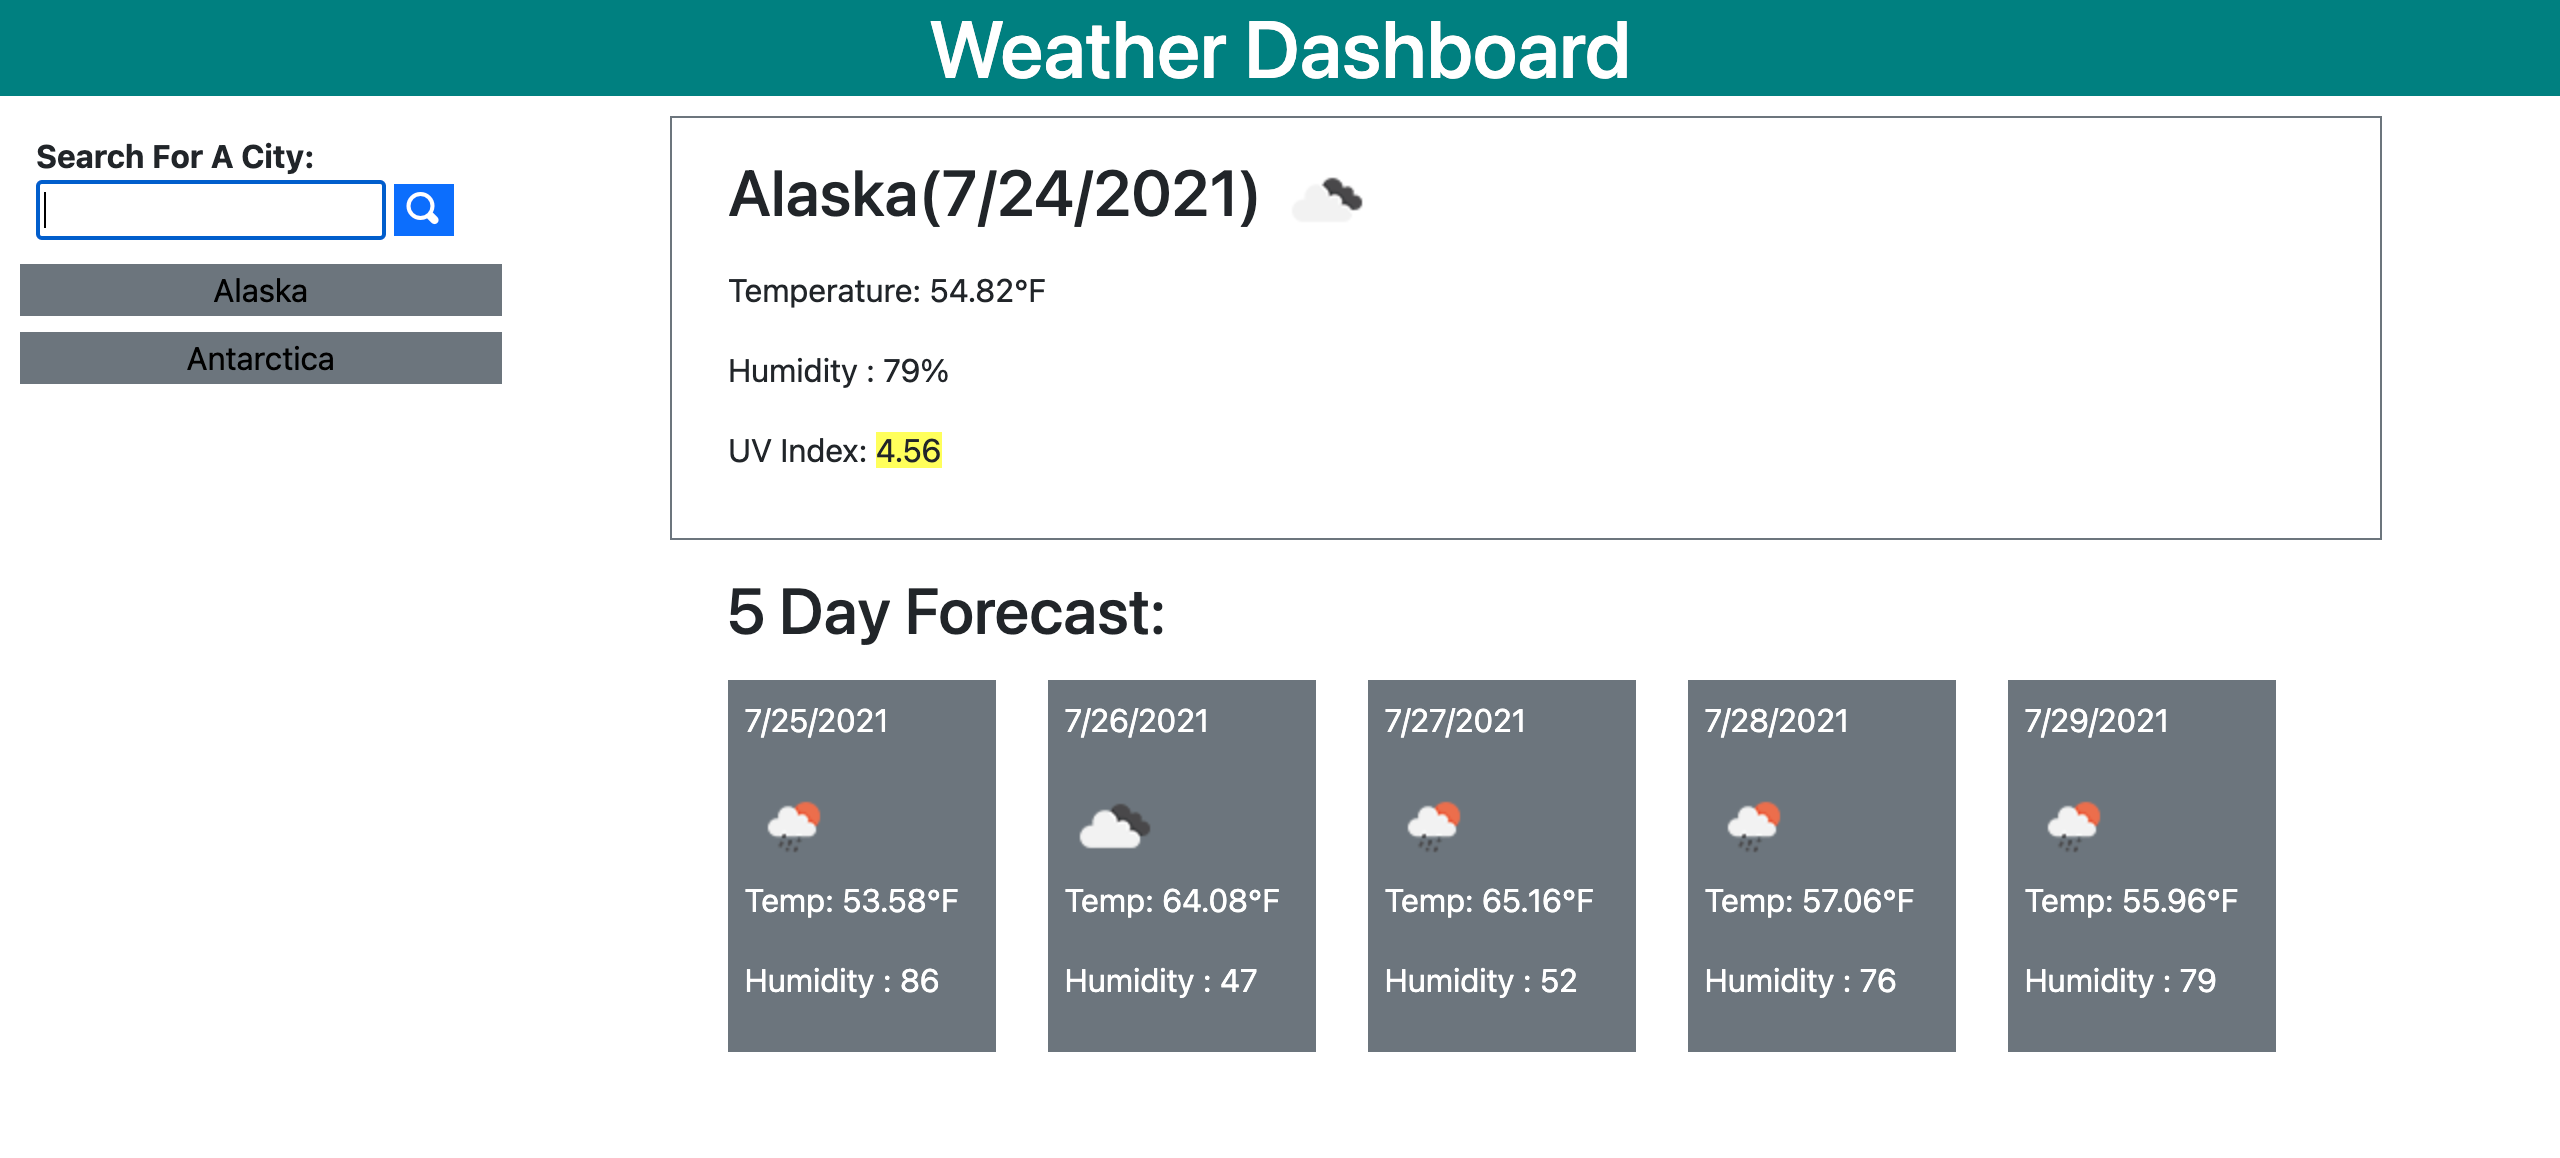 Weather Dashboard
Search For A City:
Alaska
Antarctica
Alaska(7/24/2021)
Temperature: 54.82°F
Humidity : 79%
UV Index: 4.56
5 Day Forecast:
7/25/2021
Temp: 53.58°F
Humidity : 86
7/26/2021
Temp: 64.08°F
Humidity : 47
7/27/2021
Temp: 65.16°F
Humidity : 52
7/28/2021
Temp: 57.06°F
Humidity : 76
7/29/2021
Temp: 55.96°F
Humidity : 79